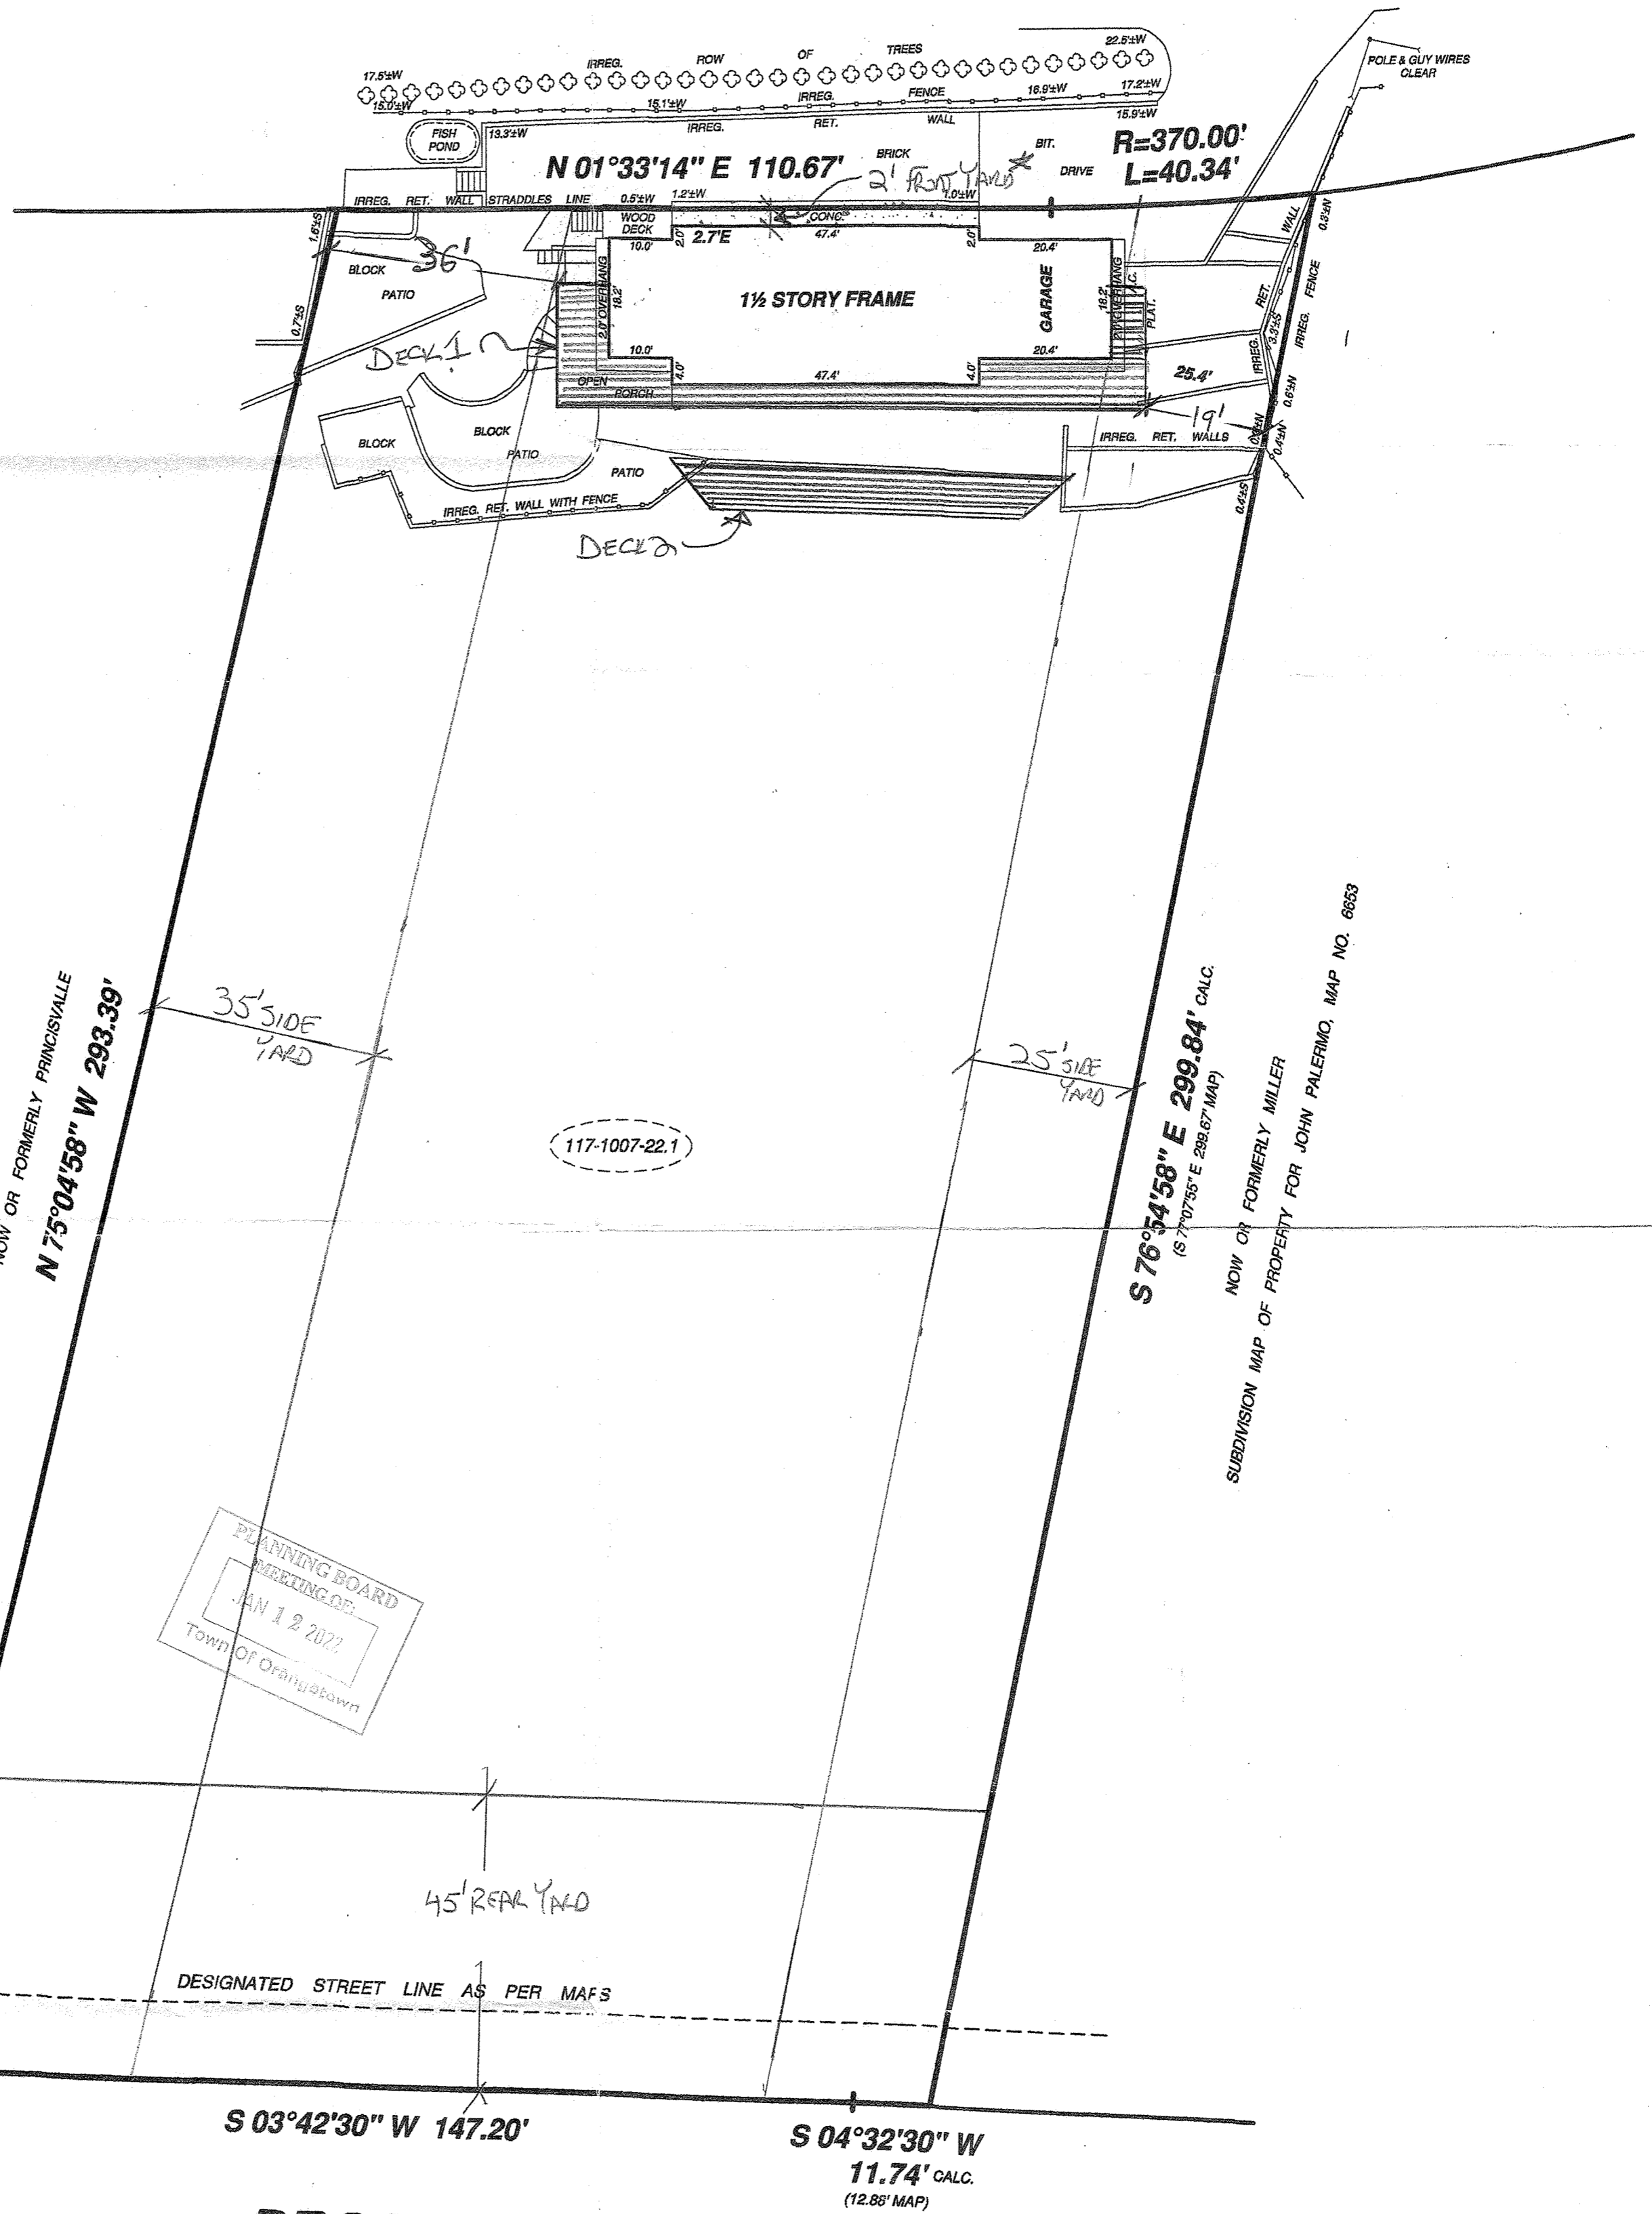 IRREG. ROW OF TREES
17.5'±W
22.5'±W
15.0'±W
15.1'±W
IRREG. FENCE
16.9'±W
17.2'±W
15.9'±W
POLE & GUY WIRES
CLEAR
FISH
POND
13.3'±W
IRREG. RET. WALL
BIT.
DRIVE
R=370.00'
L=40.34'
N 01°33'14" E 110.67'
BRICK
2' FRONT YARD*
IRREG. RET. WALL STRADDLES LINE
0.5'±W
1.2'±W
1.0'±W
WOOD
DECK
CONC.
2.7'E
2.0'
47.4'
2.0'
10.0'
20.4'
1.6'±S
36'
BLOCK
PATIO
0.7'±S
2.0' OVERHANG
18.2'
1½ STORY FRAME
GARAGE
18.2'
OVERHANG
PLAT.
WALL
RET.
IRREG.
3.3'±S
IRREG. FENCE
0.3'±N
0.6'±N
DECK 1
10.0'
4.0'
47.4'
4.0'
20.4'
25.4'
OPEN
PORCH
19'
0.4'±N
0.4'±S
IRREG. RET. WALLS
BLOCK
BLOCK
PATIO
PATIO
IRREG. RET. WALL WITH FENCE
DECK 2
NOW OR FORMERLY PRINCISVALLE
N 75°04'58" W 293.39'
35' SIDE
YARD
25' SIDE
YARD
117-1007-22.1
S 76°54'58" E 299.84' CALC.
(S 77°07'55" E 299.67' MAP)
NOW OR FORMERLY MILLER
SUBDIVISION MAP OF PROPERTY FOR JOHN PALERMO, MAP NO. 6653
PLANNING BOARD
MEETING OF:
JAN 12 2022
Town Of Orangetown
45' REAR YARD
DESIGNATED STREET LINE AS PER MAPS
S 03°42'30" W 147.20'
S 04°32'30" W
11.74' CALC.
(12.88' MAP)